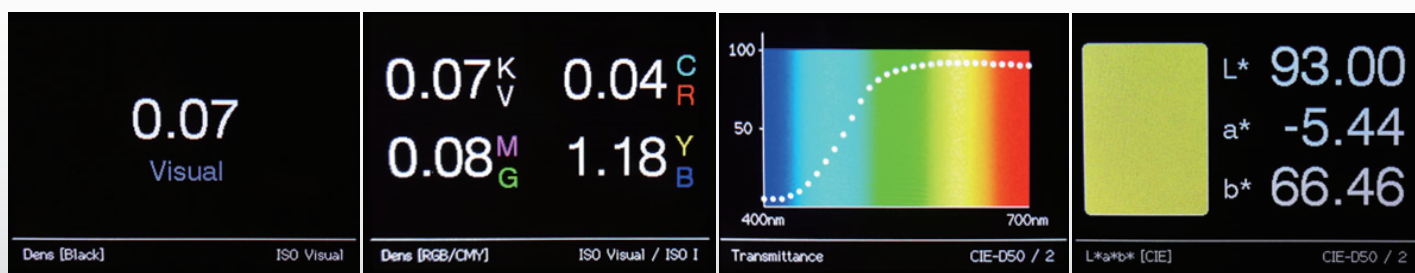 0.07
Visual
Dens [Black] ISO Visual
0.07 K V 0.04 C R
0.08 M G 1.18 Y B
Dens [RGB/CMY] ISO Visual / ISO I
100
50
400nm 700nm
Transmittance CIE-D50 / 2
L* 93.00
a* -5.44
b* 66.46
L*a*b* [CIE] CIE-D50 / 2